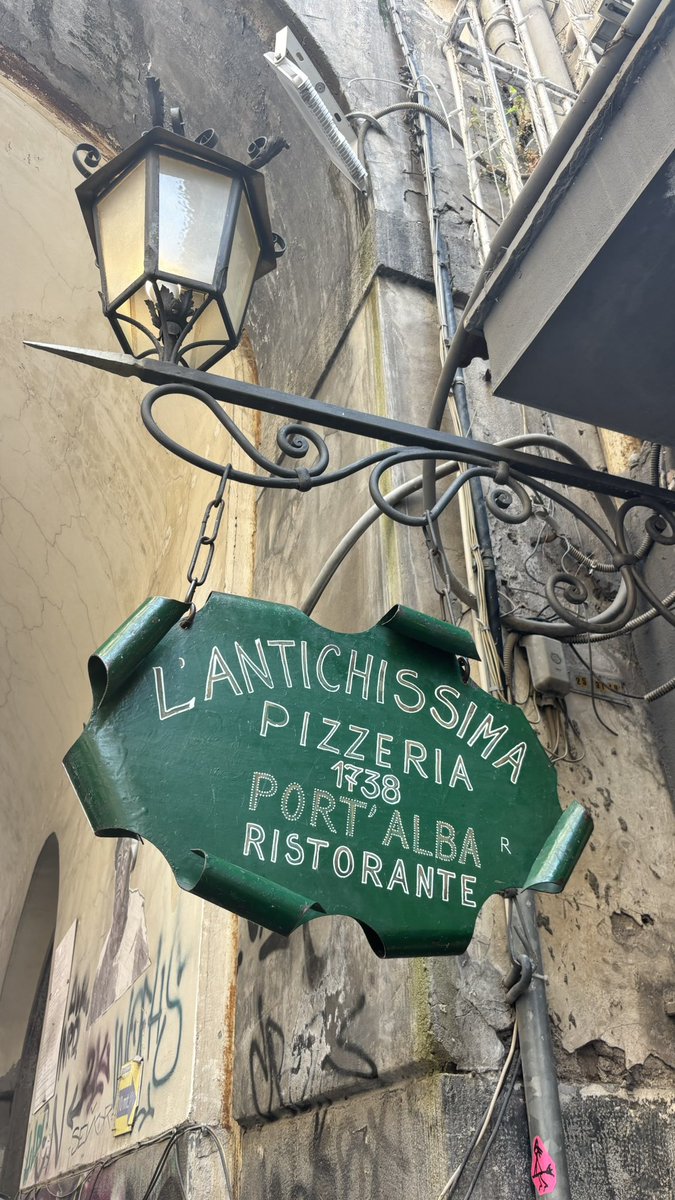 L'ANTICHISSIMA
PIZZERIA
1738
PORT'ALBA
R
RISTORANTE